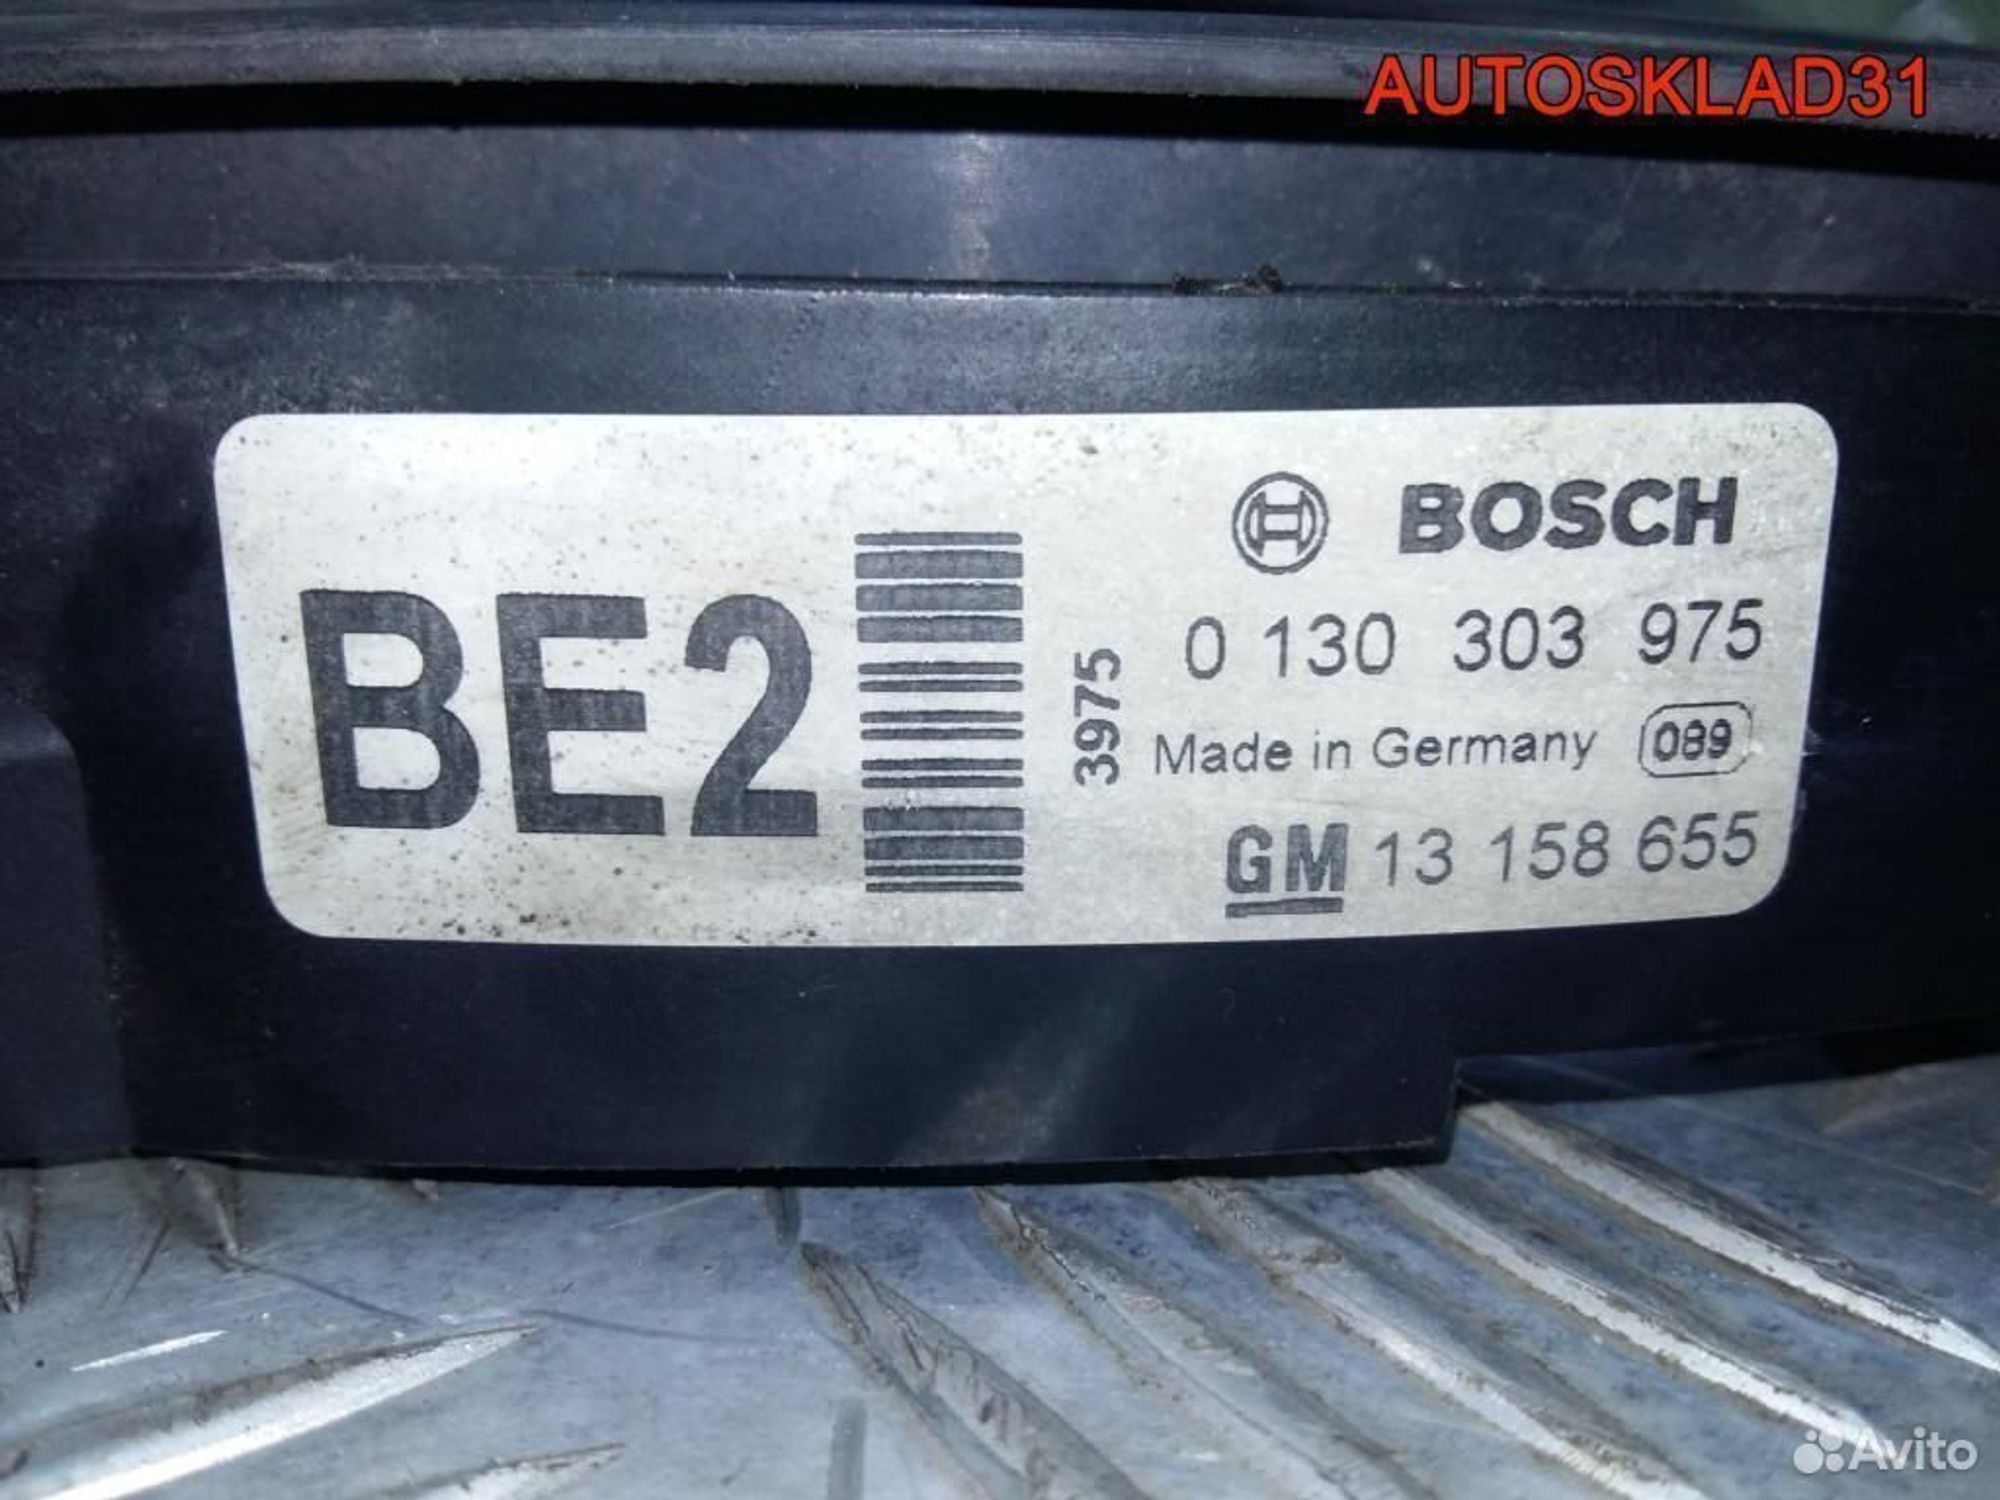 AUTOSKLAD31
BOSCH
BE2
3975
0 130 303 975
Made in Germany 089
GM 13 158 655
Avito